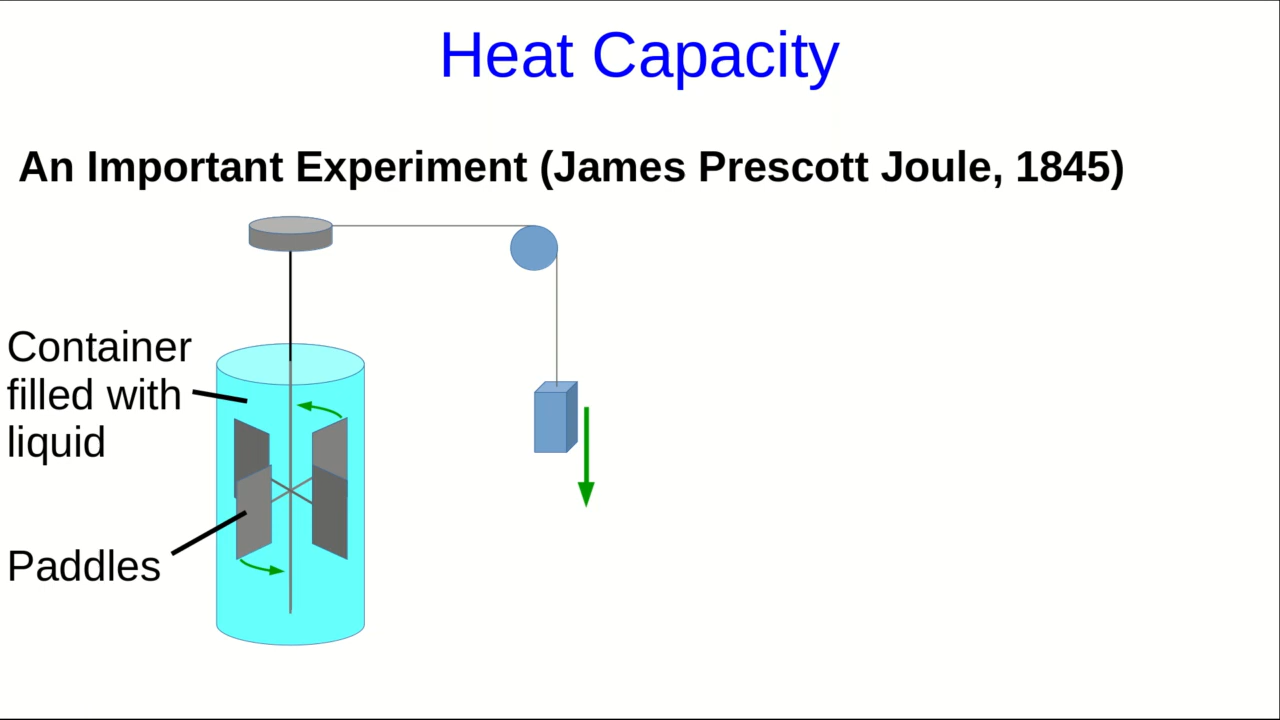 Heat Capacity
An Important Experiment (James Prescott Joule, 1845)
Container
filled with
liquid
Paddles